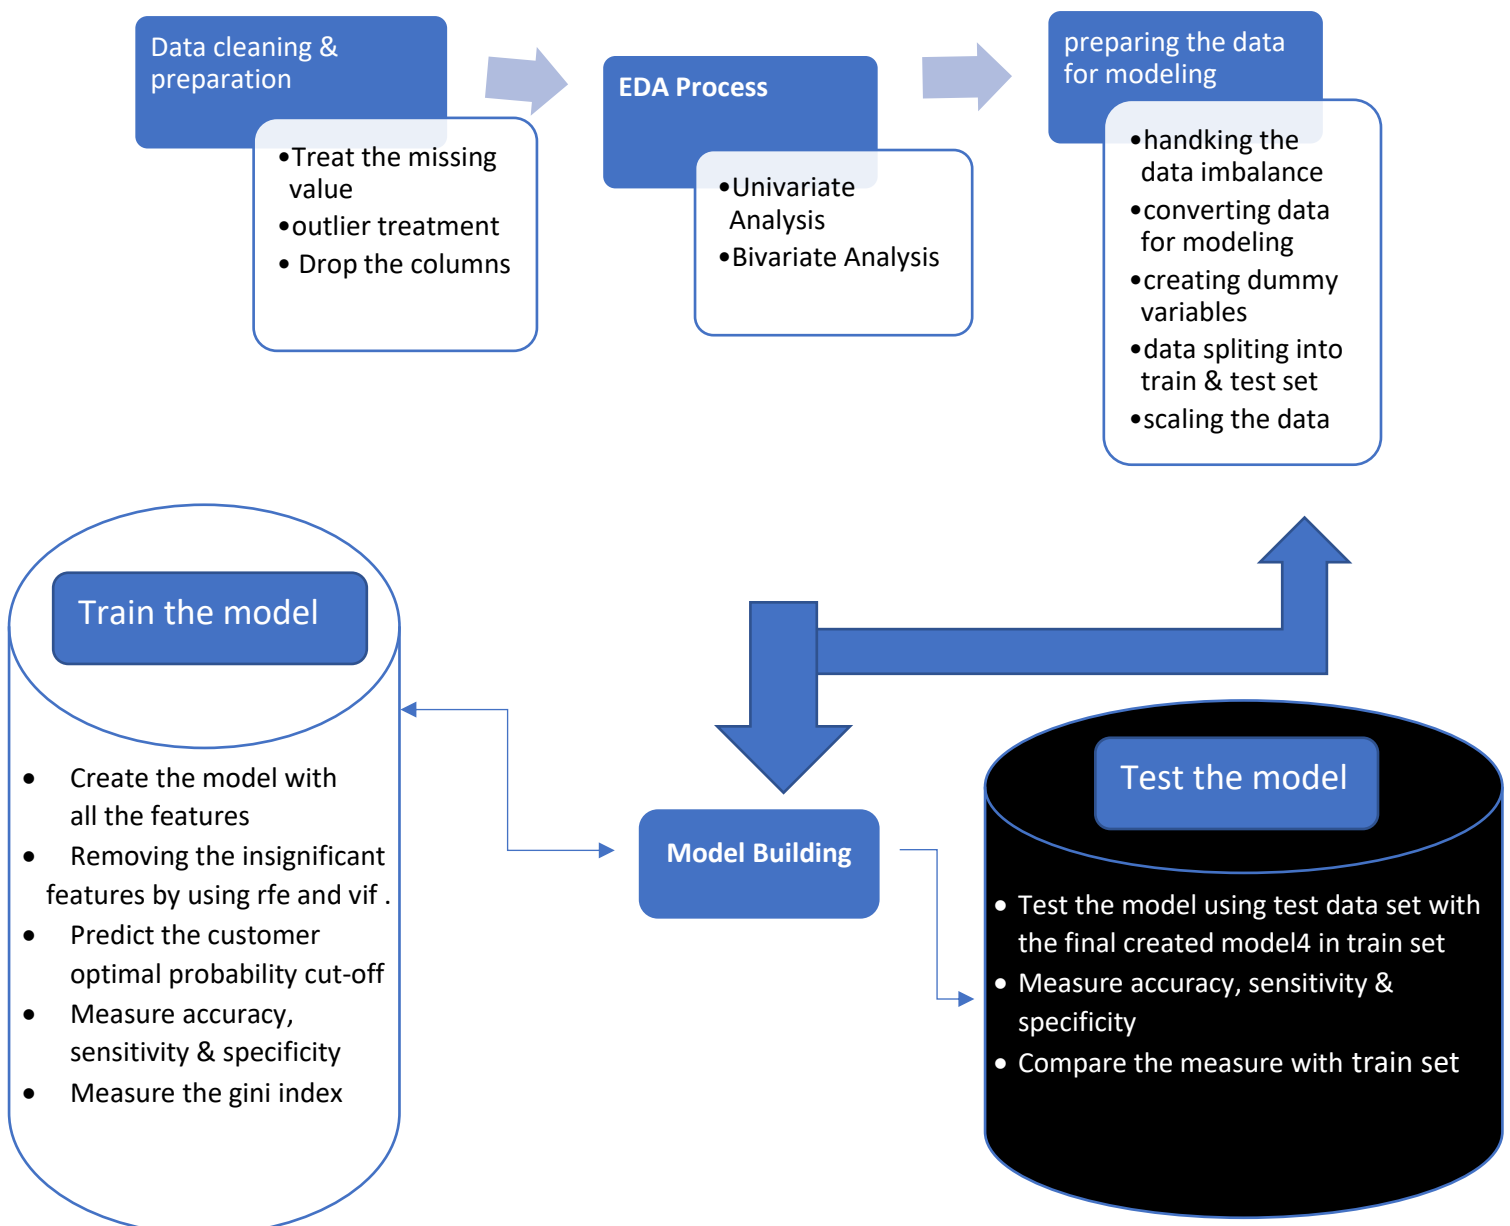 Data cleaning &
preparation
•Treat the missing
value
•outlier treatment
• Drop the columns
EDA Process
•Univariate
Analysis
•Bivariate Analysis
preparing the data
for modeling
•handking the
data imbalance
•converting data
for modeling
•creating dummy
variables
•data spliting into
train & test set
•scaling the data
Train the model
• Create the model with
all the features
• Removing the insignificant
features by using rfe and vif .
• Predict the customer
optimal probability cut-off
• Measure accuracy,
sensitivity & specificity
• Measure the gini index
Model Building
Test the model
• Test the model using test data set with
the final created model4 in train set
• Measure accuracy, sensitivity &
specificity
• Compare the measure with train set